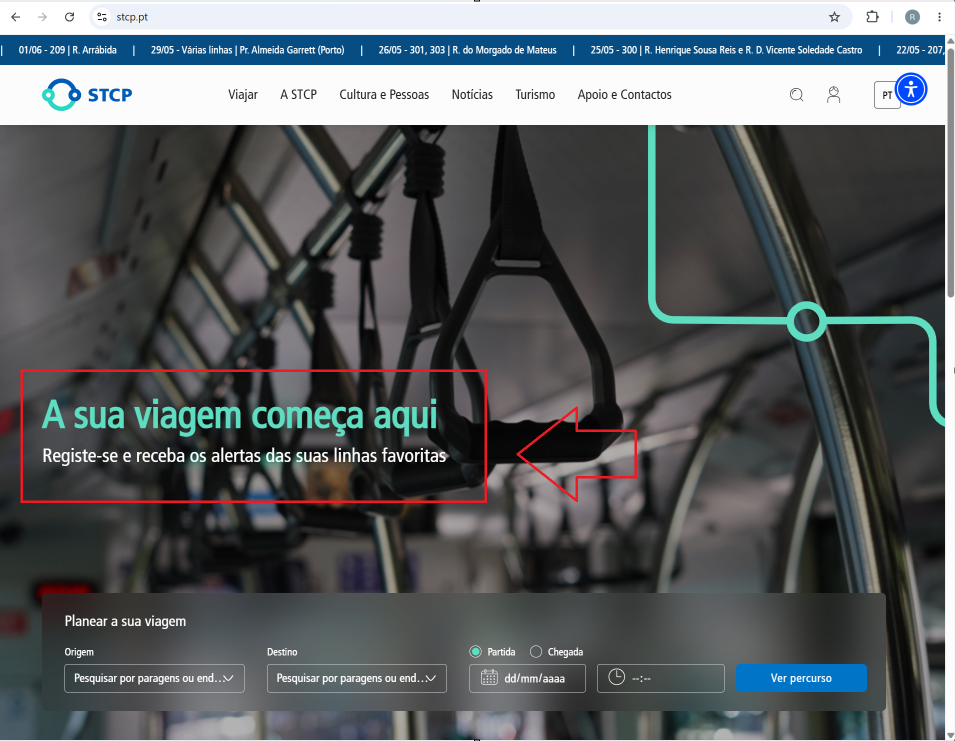 stcp.pt
R
| 01/06 - 209 | R. Arrábida | 29/05 - Várias linhas | Pr. Almeida Garrett (Porto) | 26/05 - 301, 303 | R. do Morgado de Mateus | 25/05 - 300 | R. Henrique Sousa Reis e R. D. Vicente Soledade Castro | 22/05 - 207,
STCP Viajar A STCP Cultura e Pessoas Notícias Turismo Apoio e Contactos PT
A sua viagem começa aqui
Registe-se e receba os alertas das suas linhas favoritas
Planear a sua viagem
Origem Destino Partida Chegada
Pesquisar por paragens ou end... Pesquisar por paragens ou end... dd/mm/aaaa --:-- Ver percurso